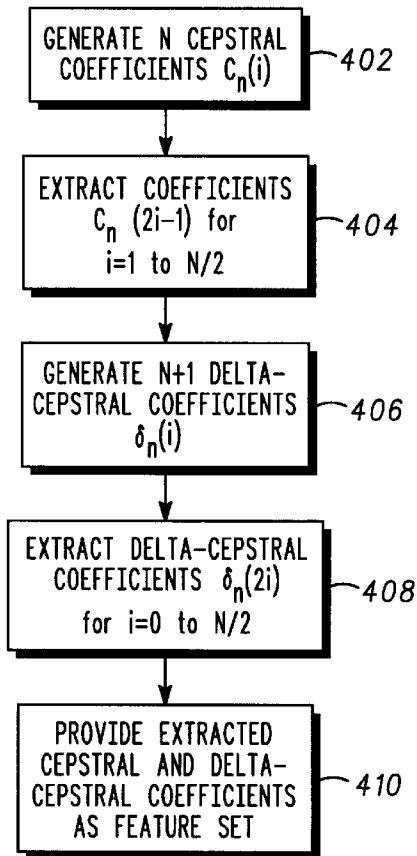 GENERATE N CEPSTRAL
COEFFICIENTS Cn(i)
402
EXTRACT COEFFICIENTS
Cn (2i-1) for
i=1 to N/2
404
GENERATE N+1 DELTA-
CEPSTRAL COEFFICIENTS
δn(i)
406
EXTRACT DELTA-CEPSTRAL
COEFFICIENTS δn(2i)
for i=0 to N/2
408
PROVIDE EXTRACTED
CEPSTRAL AND DELTA-
CEPSTRAL COEFFICIENTS
AS FEATURE SET
410